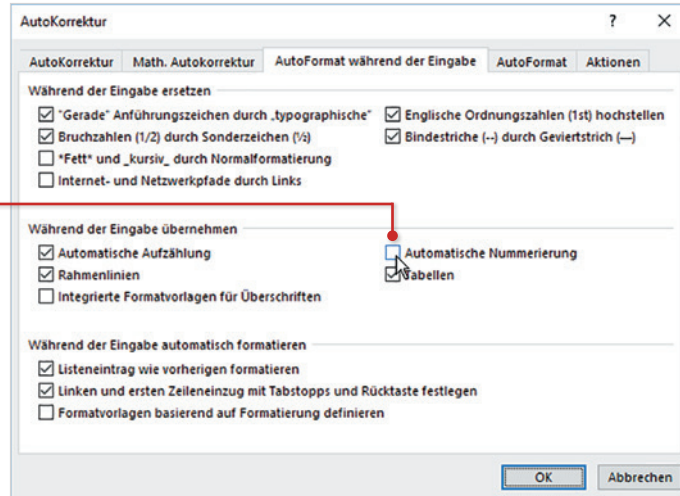 AutoKorrektur ? ×
AutoKorrektur Math. Autokorrektur AutoFormat während der Eingabe AutoFormat Aktionen
Während der Eingabe ersetzen
"Gerade" Anführungszeichen durch „typographische“ Englische Ordnungszahlen (1st) hochstellen
Bruchzahlen (1/2) durch Sonderzeichen (½) Bindestriche (--) durch Geviertstrich (—)
*Fett* und _kursiv_ durch Normalformatierung
Internet- und Netzwerkpfade durch Links
Während der Eingabe übernehmen
Automatische Aufzählung Automatische Nummerierung
Rahmenlinien Tabellen
Integrierte Formatvorlagen für Überschriften
Während der Eingabe automatisch formatieren
Listeneintrag wie vorherigen formatieren
Linken und ersten Zeileneinzug mit Tabstopps und Rücktaste festlegen
Formatvorlagen basierend auf Formatierung definieren
OK Abbrechen